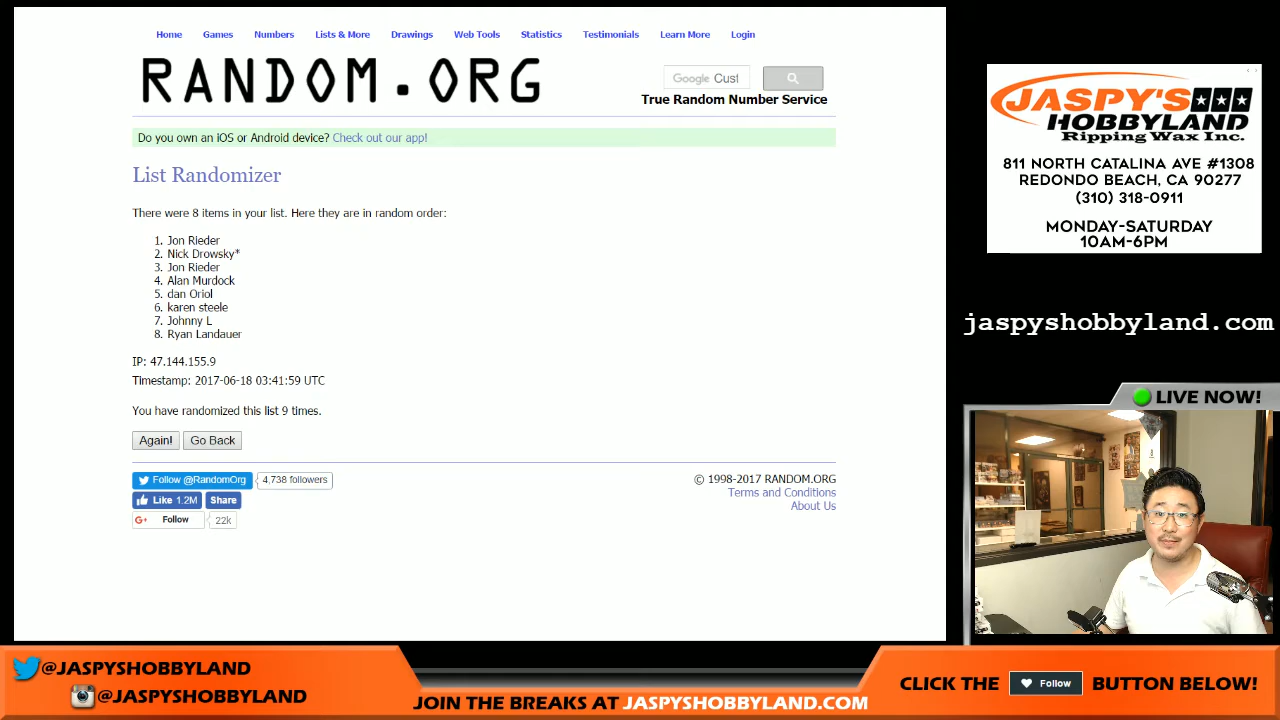 Home Games Numbers Lists & More Drawings Web Tools Statistics Testimonials Learn More Login
RANDOM.ORG
Google Cust
True Random Number Service
Do you own an iOS or Android device? Check out our app!
List Randomizer
There were 8 items in your list. Here they are in random order:
1. Jon Rieder
2. Nick Drowsky*
3. Jon Rieder
4. Alan Murdock
5. dan Oriol
6. karen steele
7. Johnny L
8. Ryan Landauer
IP: 47.144.155.9
Timestamp: 2017-06-18 03:41:59 UTC
You have randomized this list 9 times.
Again! Go Back
Follow @RandomOrg 4,738 followers
Like 1.2M Share
Follow 22k
© 1998-2017 RANDOM.ORG
Terms and Conditions
About Us
JASPY'S
HOBBYLAND
Ripping Wax Inc.
811 NORTH CATALINA AVE #1308
REDONDO BEACH, CA 90277
(310) 318-0911
MONDAY-SATURDAY
10AM-6PM
jaspyshobbyland.com
LIVE NOW!
@JASPYSHOBBYLAND
@JASPYSHOBBYLAND
JOIN THE BREAKS AT JASPYSHOBBYLAND.COM
CLICK THE Follow BUTTON BELOW!